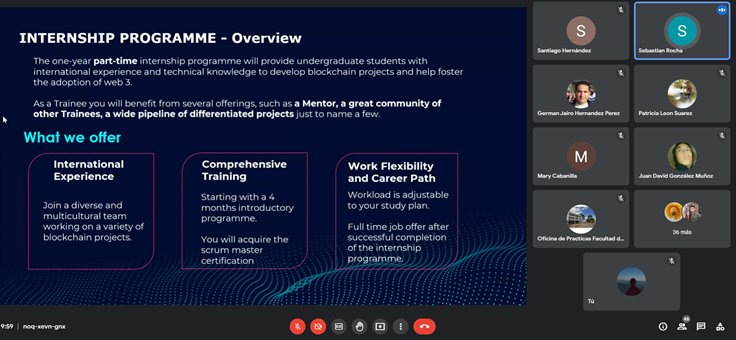 INTERNSHIP PROGRAMME - Overview
The one-year part-time internship programme will provide undergraduate students with
international experience and technical knowledge to develop blockchain projects and help foster
the adoption of web 3.
As a Trainee you will benefit from several offerings, such as a Mentor, a great community of
other Trainees, a wide pipeline of differentiated projects just to name a few.
What we offer
International
Experience
Join a diverse and
multicultural team
working on a variety of
blockchain projects.
Comprehensive
Training
Starting with a 4
months introductory
programme.
You will acquire the
scrum master
certification
Work Flexibility
and Career Path
Workload is adjustable
to your study plan.
Full time job offer after
successful completion
of the internship
programme.
S
Santiago Hernández
S
Sebastian Rocha
German Jairo Hernandez Perez
Patricia Leon Suarez
M
Mary Cabanilla
Juan David González Muñoz
Oficina de Practicas Facultad d...
36 más
Tú
9:59 | noq-xevn-gnx